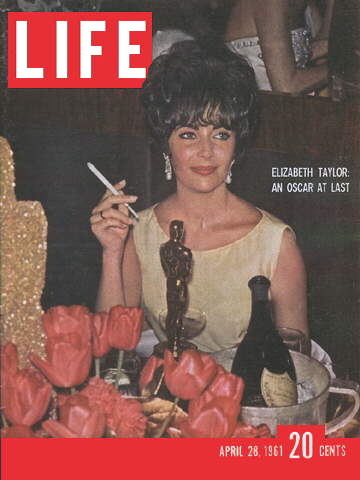 LIFE
ELIZABETH TAYLOR:
AN OSCAR AT LAST
APRIL 28, 1961 20 CENTS